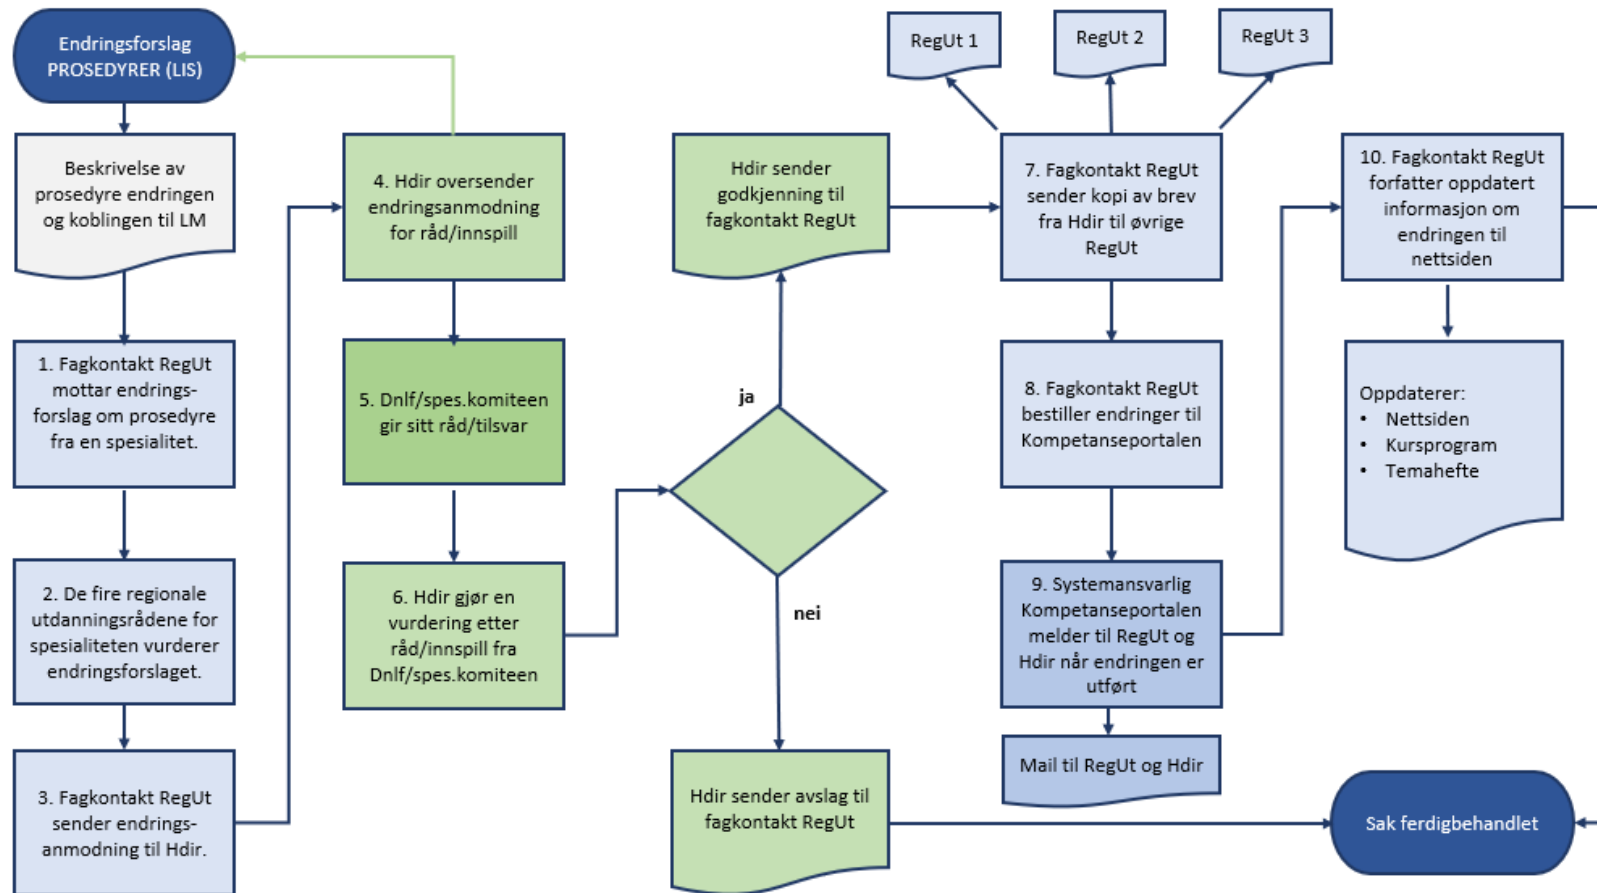 Endringsforslag
PROSEDYRER (LIS)
Beskrivelse av
prosedyre endringen
og koblingen til LM
1. Fagkontakt RegUt
mottar endrings-
forslag om prosedyre
fra en spesialitet.
2. De fire regionale
utdanningsrådene for
spesialiteten vurderer
endringsforslaget.
3. Fagkontakt RegUt
sender endrings-
anmodning til Hdir.
4. Hdir oversender
endringsanmodning
for råd/innspill
5. Dnlf/spes.komiteen
gir sitt råd/tilsvar
6. Hdir gjør en
vurdering etter
råd/innspill fra
Dnlf/spes.komiteen
ja
nei
Hdir sender
godkjenning til
fagkontakt RegUt
Hdir sender avslag til
fagkontakt RegUt
RegUt 1
RegUt 2
RegUt 3
7. Fagkontakt RegUt
sender kopi av brev
fra Hdir til øvrige
RegUt
8. Fagkontakt RegUt
bestiller endringer til
Kompetanseportalen
9. Systemansvarlig
Kompetanseportalen
melder til RegUt og
Hdir når endringen er
utført
Mail til RegUt og Hdir
10. Fagkontakt RegUt
forfatter oppdatert
informasjon om
endringen til
nettsiden
Oppdaterer:
• Nettsiden
• Kursprogram
• Temahefte
Sak ferdigbehandlet